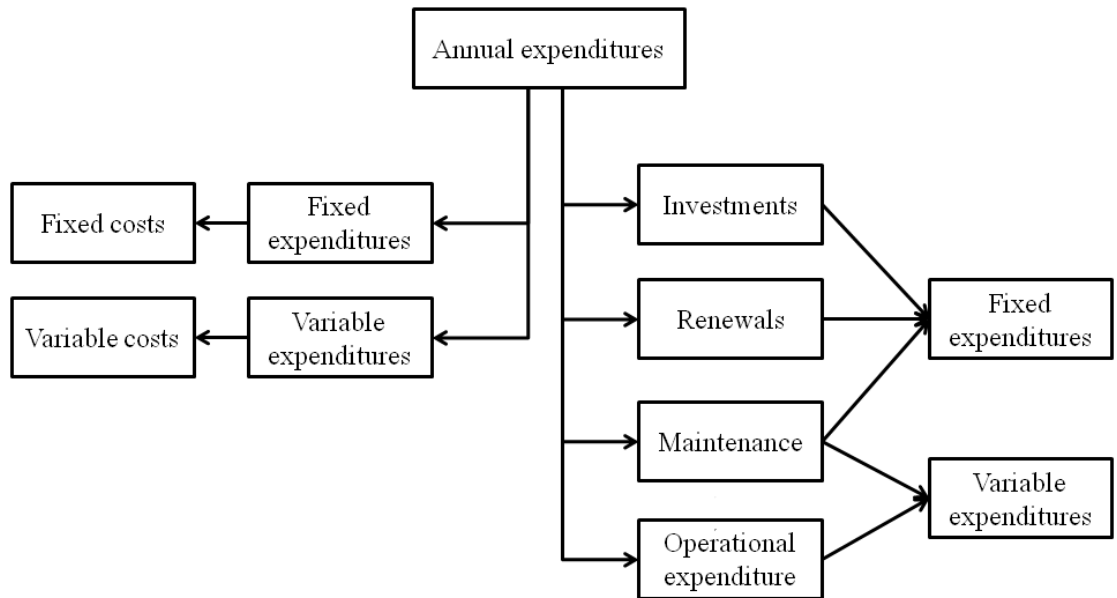 Annual expenditures
Fixed costs
Fixed
expenditures
Variable costs
Variable
expenditures
Investments
Renewals
Maintenance
Operational
expenditure
Fixed
expenditures
Variable
expenditures